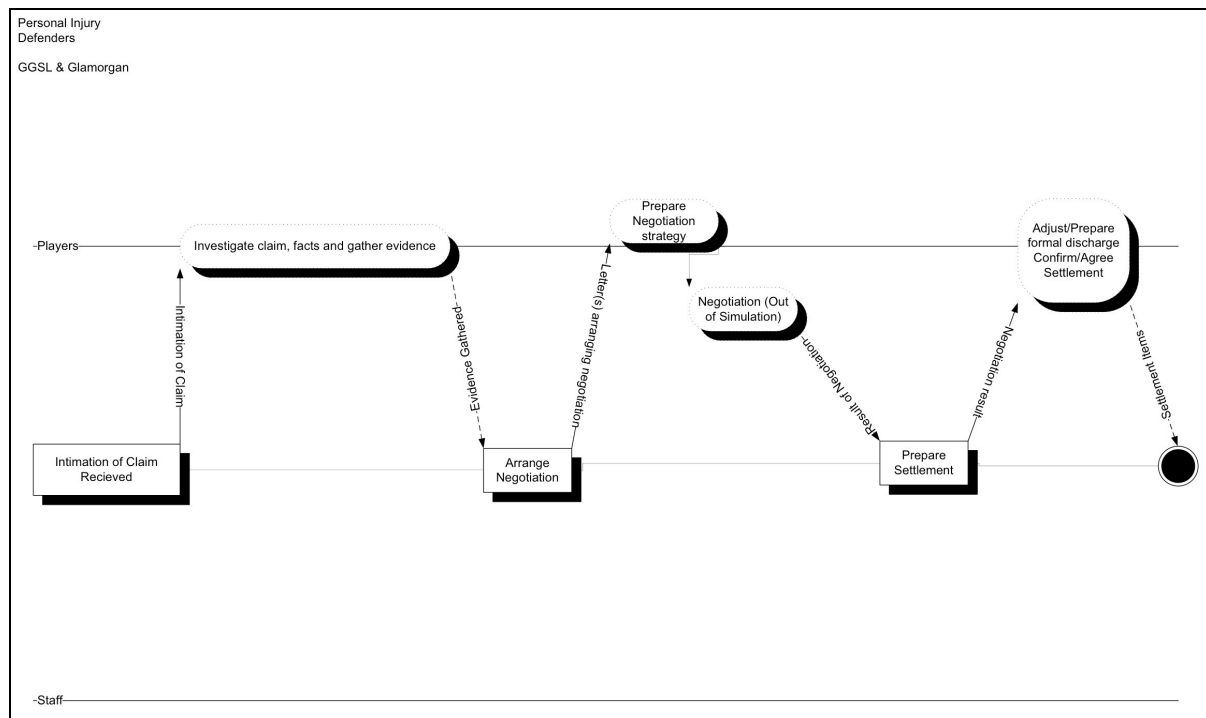 Personal Injury
Defenders
GGSL & Glamorgan
Players
Investigate claim, facts and gather evidence
Prepare
Negotiation
strategy
Adjust/Prepare
formal discharge
Confirm/Agree
Settlement
Negotiation (Out
of Simulation)
Intimation of Claim
Evidence Gathered
Letter(s) arranging negotiation
Result of Negotiation
Negotiation result
Settlement Items
Intimation of Claim
Recieved
Arrange
Negotiation
Prepare
Settlement
Staff